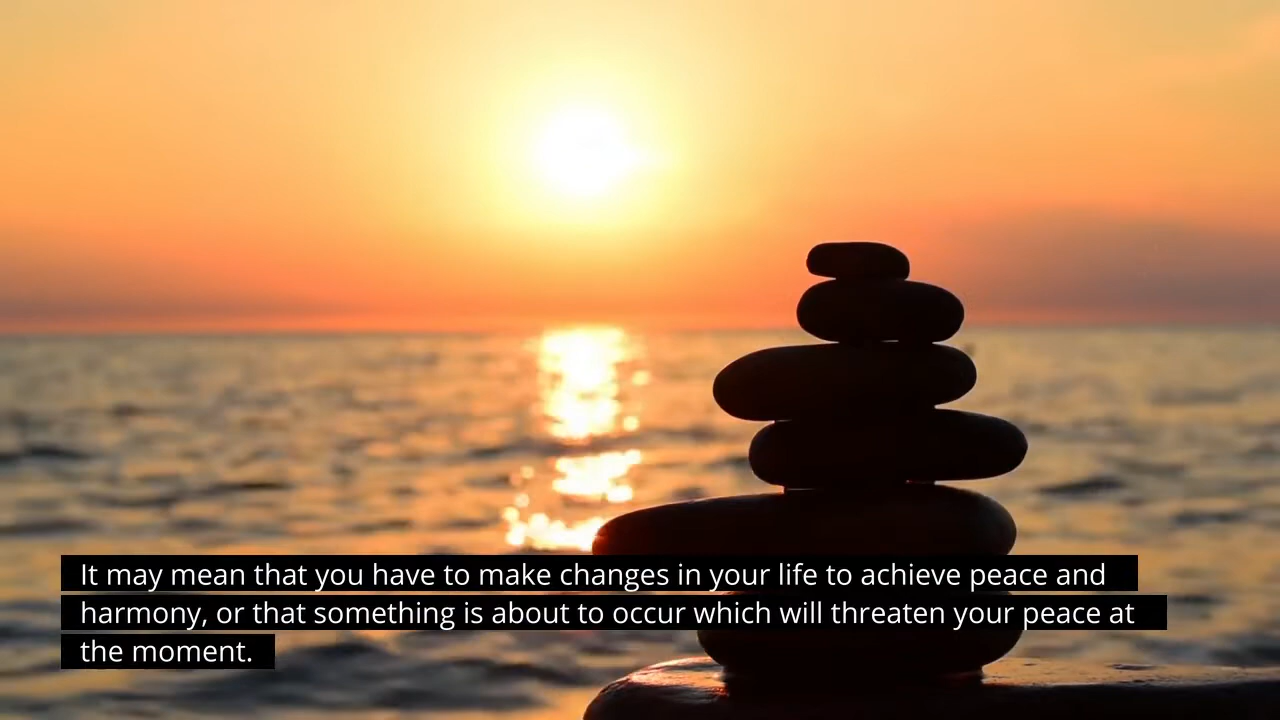 It may mean that you have to make changes in your life to achieve peace and
harmony, or that something is about to occur which will threaten your peace at
the moment.